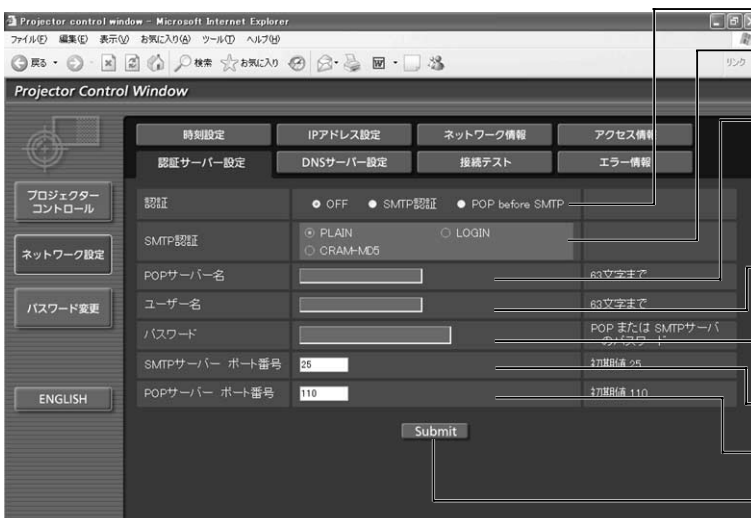 Projector control window - Microsoft Internet Explorer
ファイル(F) 編集(E) 表示(V) お気に入り(A) ツール(T) ヘルプ(H)
戻る 検索 お気に入り リンク
Projector Control Window
時刻設定 IPアドレス設定 ネットワーク情報 アクセス情報
認証サーバー設定 DNSサーバー設定 接続テスト エラー情報
プロジェクター
コントロール
ネットワーク設定
パスワード変更
ENGLISH
認証 OFF SMTP認証 POP before SMTP
SMTP認証 PLAIN LOGIN
CRAM-MD5
POPサーバー名 63文字まで
ユーザー名 63文字まで
パスワード POP または SMTPサーバ
のパスワード
SMTPサーバー ポート番号 25 初期値 25
POPサーバー ポート番号 110 初期値 110
Submit